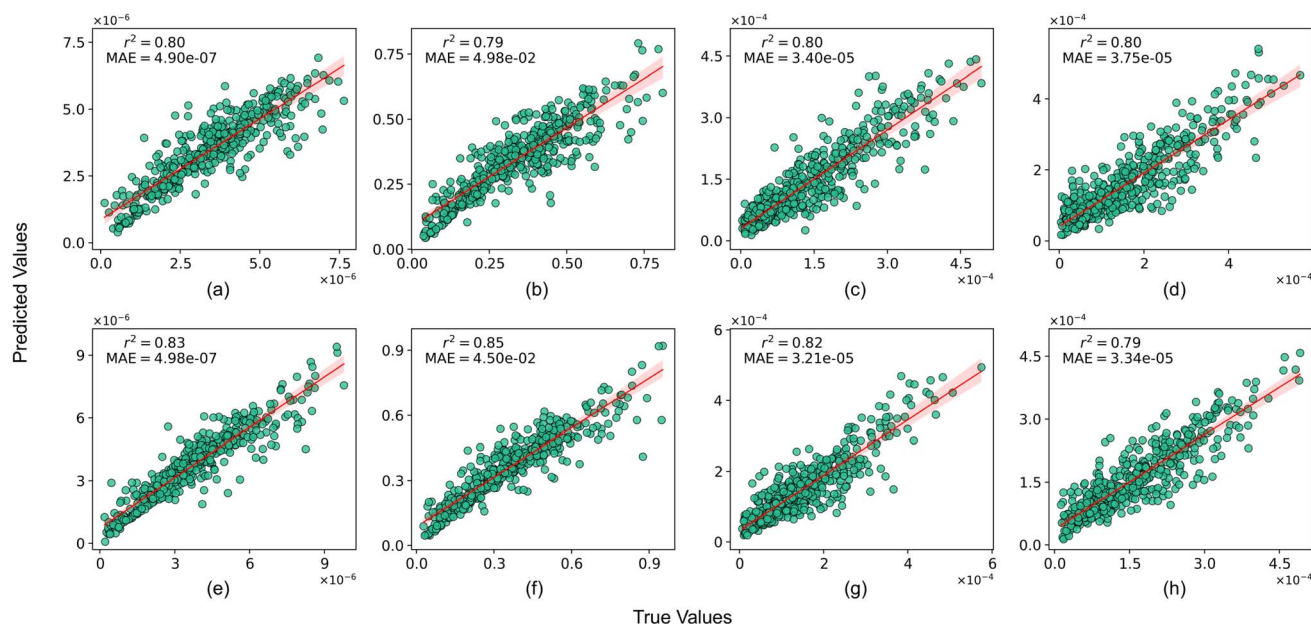 ×10⁻⁶
r² = 0.80
MAE = 4.90e-07
7.5
5.0
2.5
0.0
0.0 2.5 5.0 7.5
×10⁻⁶
(a)
r² = 0.79
MAE = 4.98e-02
0.75
0.50
0.25
0.00
0.00 0.25 0.50 0.75
(b)
×10⁻⁴
r² = 0.80
MAE = 3.40e-05
4.5
3.0
1.5
0.0
0.0 1.5 3.0 4.5
×10⁻⁴
(c)
×10⁻⁴
r² = 0.80
MAE = 3.75e-05
4
2
0
0 2 4
×10⁻⁴
(d)
Predicted Values
×10⁻⁶
r² = 0.83
MAE = 4.98e-07
9
6
3
0
0 3 6 9
×10⁻⁶
(e)
r² = 0.85
MAE = 4.50e-02
0.9
0.6
0.3
0.0
0.0 0.3 0.6 0.9
(f)
×10⁻⁴
r² = 0.82
MAE = 3.21e-05
6
4
2
0
0 2 4 6
×10⁻⁴
(g)
×10⁻⁴
r² = 0.79
MAE = 3.34e-05
4.5
3.0
1.5
0.0
0.0 1.5 3.0 4.5
×10⁻⁴
(h)
True Values